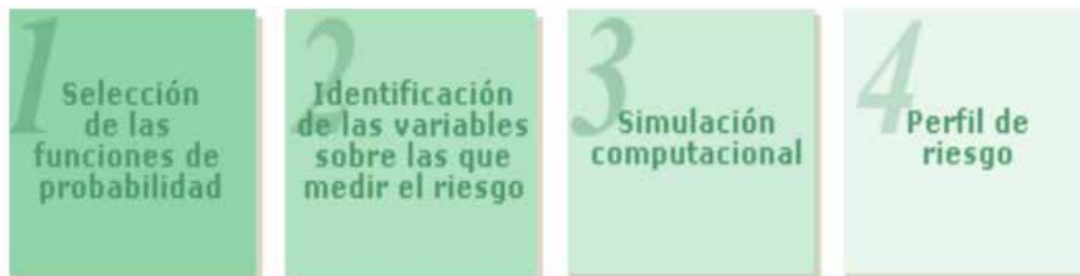 1
Selección
de las
funciones de
probabilidad
2
Identificación
de las variables
sobre las que
medir el riesgo
3
Simulación
computacional
4
Perfil de
riesgo